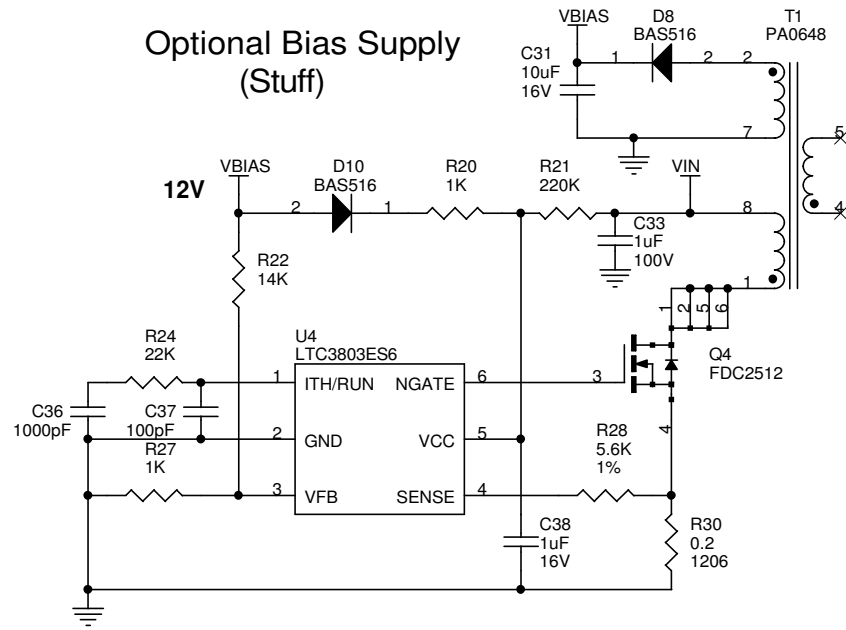 Optional Bias Supply
(Stuff)
VBIAS
D8
BAS516
T1
PA0648
C31
10uF
16V
1
2
2
7
5
4
12V
VBIAS
D10
BAS516
2
1
R20
1K
R21
220K
VIN
8
1
C33
1uF
100V
R22
14K
1
2
5
6
R24
22K
U4
LTC3803ES6
Q4
FDC2512
1
ITH/RUN
NGATE
6
3
C36
1000pF
C37
100pF
2
GND
VCC
5
4
R27
1K
R28
5.6K
1%
3
VFB
SENSE
4
C38
1uF
16V
R30
0.2
1206